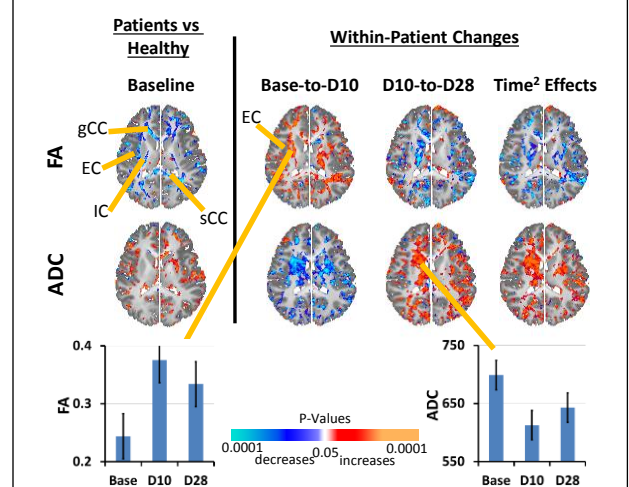 Patients vs
Healthy
Within-Patient Changes
Baseline
Base-to-D10
D10-to-D28
Time² Effects
FA
gCC
EC
IC
sCC
EC
ADC
0.4
0.3
0.2
FA
Base
D10
D28
P-Values
0.0001
decreases
0.05
increases
0.0001
750
650
550
ADC
Base
D10
D28